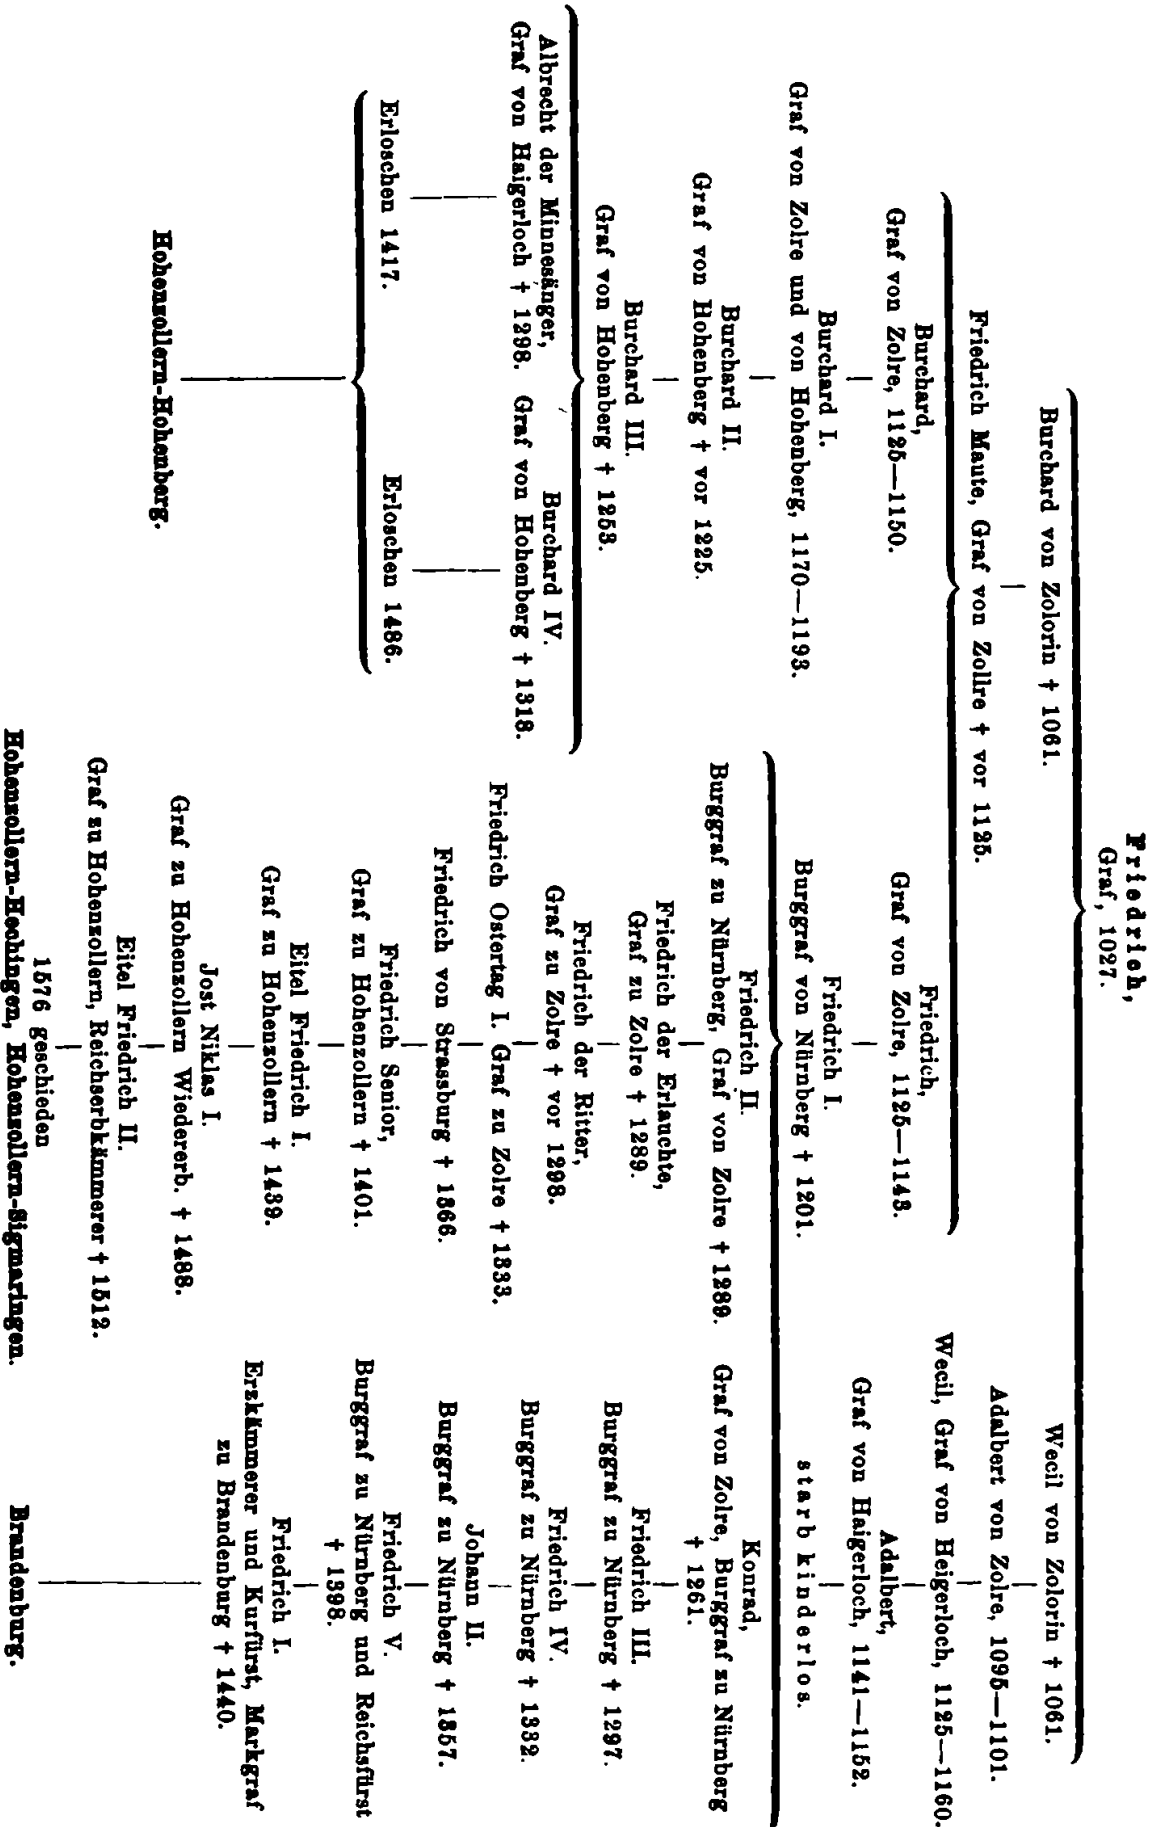 Friedrich,
Graf, 1027.
Burchard von Zolorin † 1061.
Wecil von Zolorin † 1061.
Friedrich Maute, Graf von Zollre † vor 1125.
Adalbert von Zolre, 1095—1101.
Burchard,
Graf von Zolre, 1125—1150.
Friedrich,
Graf von Zolre, 1125—1143.
Wecil, Graf von Heigerloch, 1125—1160.
Burchard I.
Graf von Zolre und von Hohenberg, 1170—1193.
Friedrich I.
Burggraf von Nürnberg † 1201.
Adalbert,
Graf von Haigerloch, 1141—1152.
starb kinderlos.
Burchard II.
Graf von Hohenberg † vor 1225.
Friedrich II.
Burggraf zu Nürnberg, Graf von Zolre † 1289.
Konrad,
Graf von Zolre, Burggraf zu Nürnberg
† 1261.
Burchard III.
Graf von Hohenberg † 1253.
Friedrich der Erlauchte,
Graf zu Zolre † 1289.
Friedrich III.
Burggraf zu Nürnberg † 1297.
Albrecht der Minnesänger,
Graf von Haigerloch † 1298.
Burchard IV.
Graf von Hohenberg † 1318.
Friedrich der Ritter,
Graf zu Zolre † vor 1298.
Friedrich IV.
Burggraf zu Nürnberg † 1332.
Friedrich Ostertag I. Graf zu Zolre † 1333.
Johann II.
Burggraf zu Nürnberg † 1357.
Friedrich von Strassburg † 1366.
Erloschen 1417.
Erloschen 1486.
Friedrich Senior,
Graf zu Hohenzollern † 1401.
Friedrich V.
Burggraf zu Nürnberg und Reichsfürst
† 1398.
Eitel Friedrich I.
Graf zu Hohenzollern † 1439.
Friedrich I.
Erzkämmerer und Kurfürst, Markgraf
zu Brandenburg † 1440.
Jost Niklas I.
Graf zu Hohenzollern Wiedererb. † 1488.
Hohenzollern-Hohenberg.
Eitel Friedrich II.
Graf zu Hohenzollern, Reichserbkämmerer † 1512.
1576 geschieden
Hohenzollern-Hechingen, Hohenzollern-Sigmaringen.
Brandenburg.